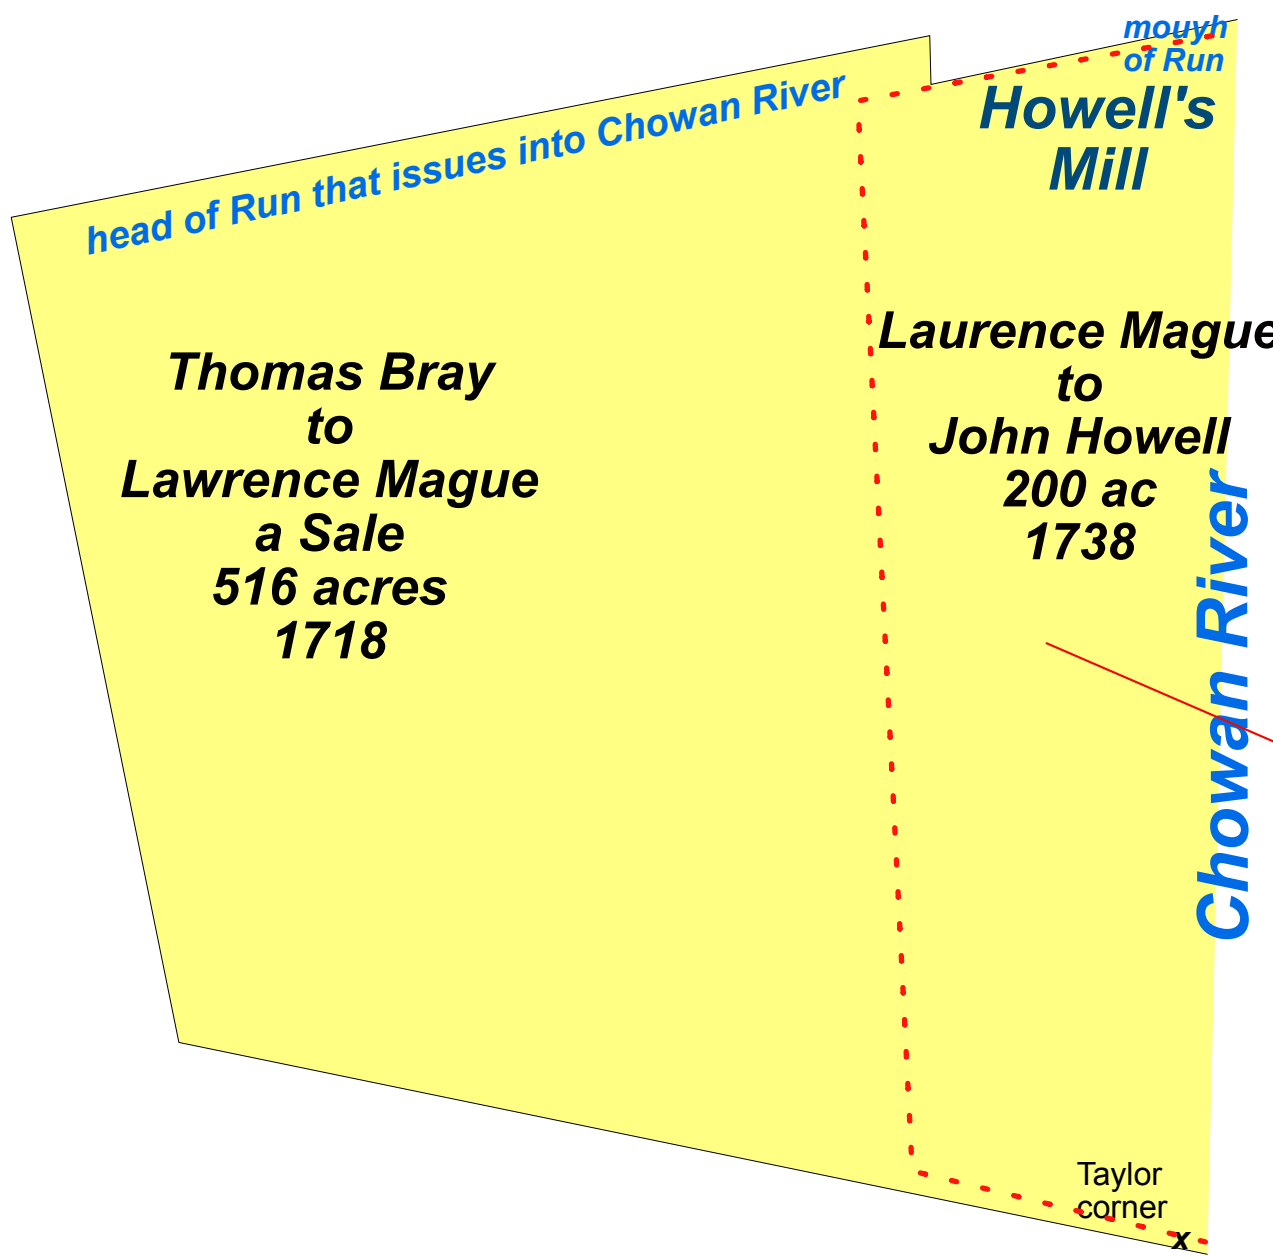 mouyh
of Run
Howell's
Mill
head of Run that issues into Chowan River
Thomas Bray
to
Lawrence Mague
a Sale
516 acres
1718
Laurence Mague
to
John Howell
200 ac
1738
Chowan River
Taylor
corner
x